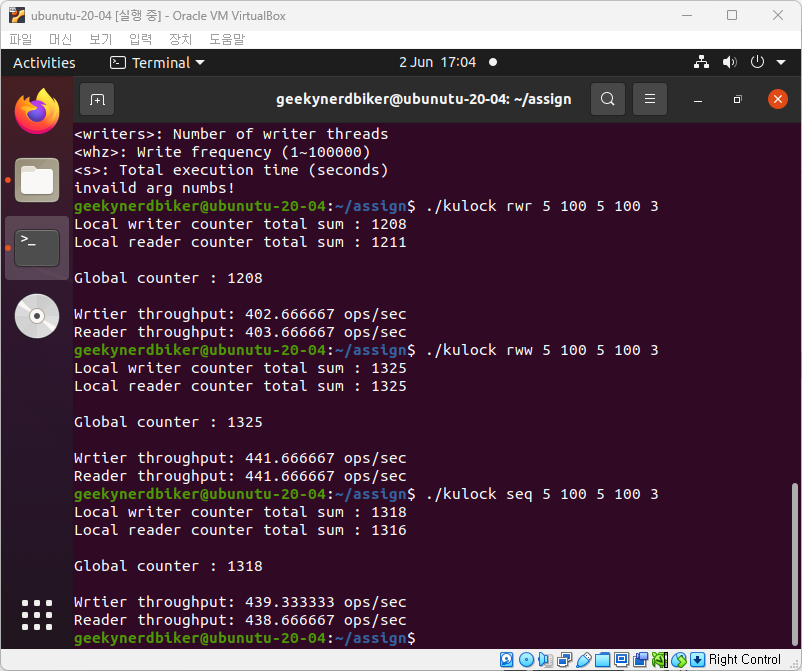 ubunutu-20-04 [실행 중] - Oracle VM VirtualBox
파일 머신 보기 입력 장치 도움말
Activities Terminal 2 Jun 17:04
geekynerdbiker@ubunutu-20-04: ~/assign
<writers>: Number of writer threads
<whz>: Write frequency (1~100000)
<s>: Total execution time (seconds)
invaild arg numbs!
geekynerdbiker@ubunutu-20-04:~/assign$ ./kulock rwr 5 100 5 100 3
Local writer counter total sum : 1208
Local reader counter total sum : 1211
Global counter : 1208
Wrtier throughput: 402.666667 ops/sec
Reader throughput: 403.666667 ops/sec
geekynerdbiker@ubunutu-20-04:~/assign$ ./kulock rww 5 100 5 100 3
Local writer counter total sum : 1325
Local reader counter total sum : 1325
Global counter : 1325
Wrtier throughput: 441.666667 ops/sec
Reader throughput: 441.666667 ops/sec
geekynerdbiker@ubunutu-20-04:~/assign$ ./kulock seq 5 100 5 100 3
Local writer counter total sum : 1318
Local reader counter total sum : 1316
Global counter : 1318
Wrtier throughput: 439.333333 ops/sec
Reader throughput: 438.666667 ops/sec
geekynerdbiker@ubunutu-20-04:~/assign$
Right Control